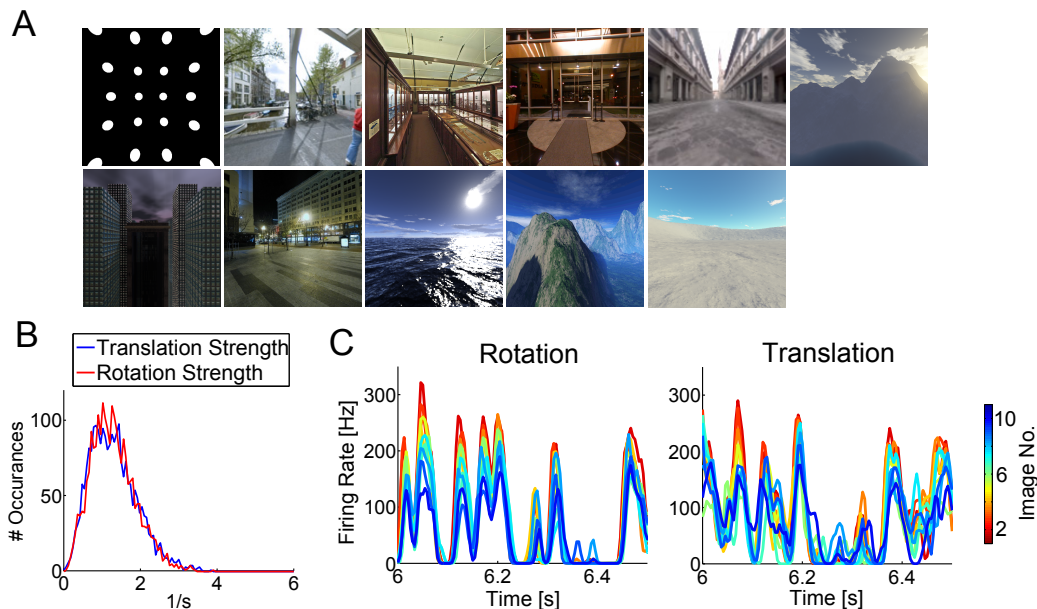 A
B
Translation Strength
Rotation Strength
# Occurances
100
50
0
0
2
4
6
1/s
C
Rotation
Translation
Firing Rate [Hz]
300
200
100
0
6
6.2
6.4
Time [s]
300
200
100
0
6
6.2
6.4
Time [s]
10
6
2
Image No.